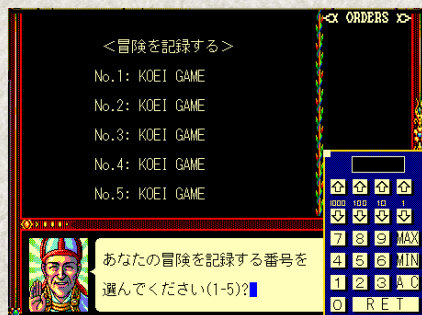 ORDERS
＜冒険を記録する＞
No.1: KOEI GAME
No.2: KOEI GAME
No.3: KOEI GAME
No.4: KOEI GAME
No.5: KOEI GAME
1000 100 10 1
7 8 9 MAX
4 5 6 MIN
1 2 3 A C
0 RET
あなたの冒険を記録する番号を
選んでください(1-5)?